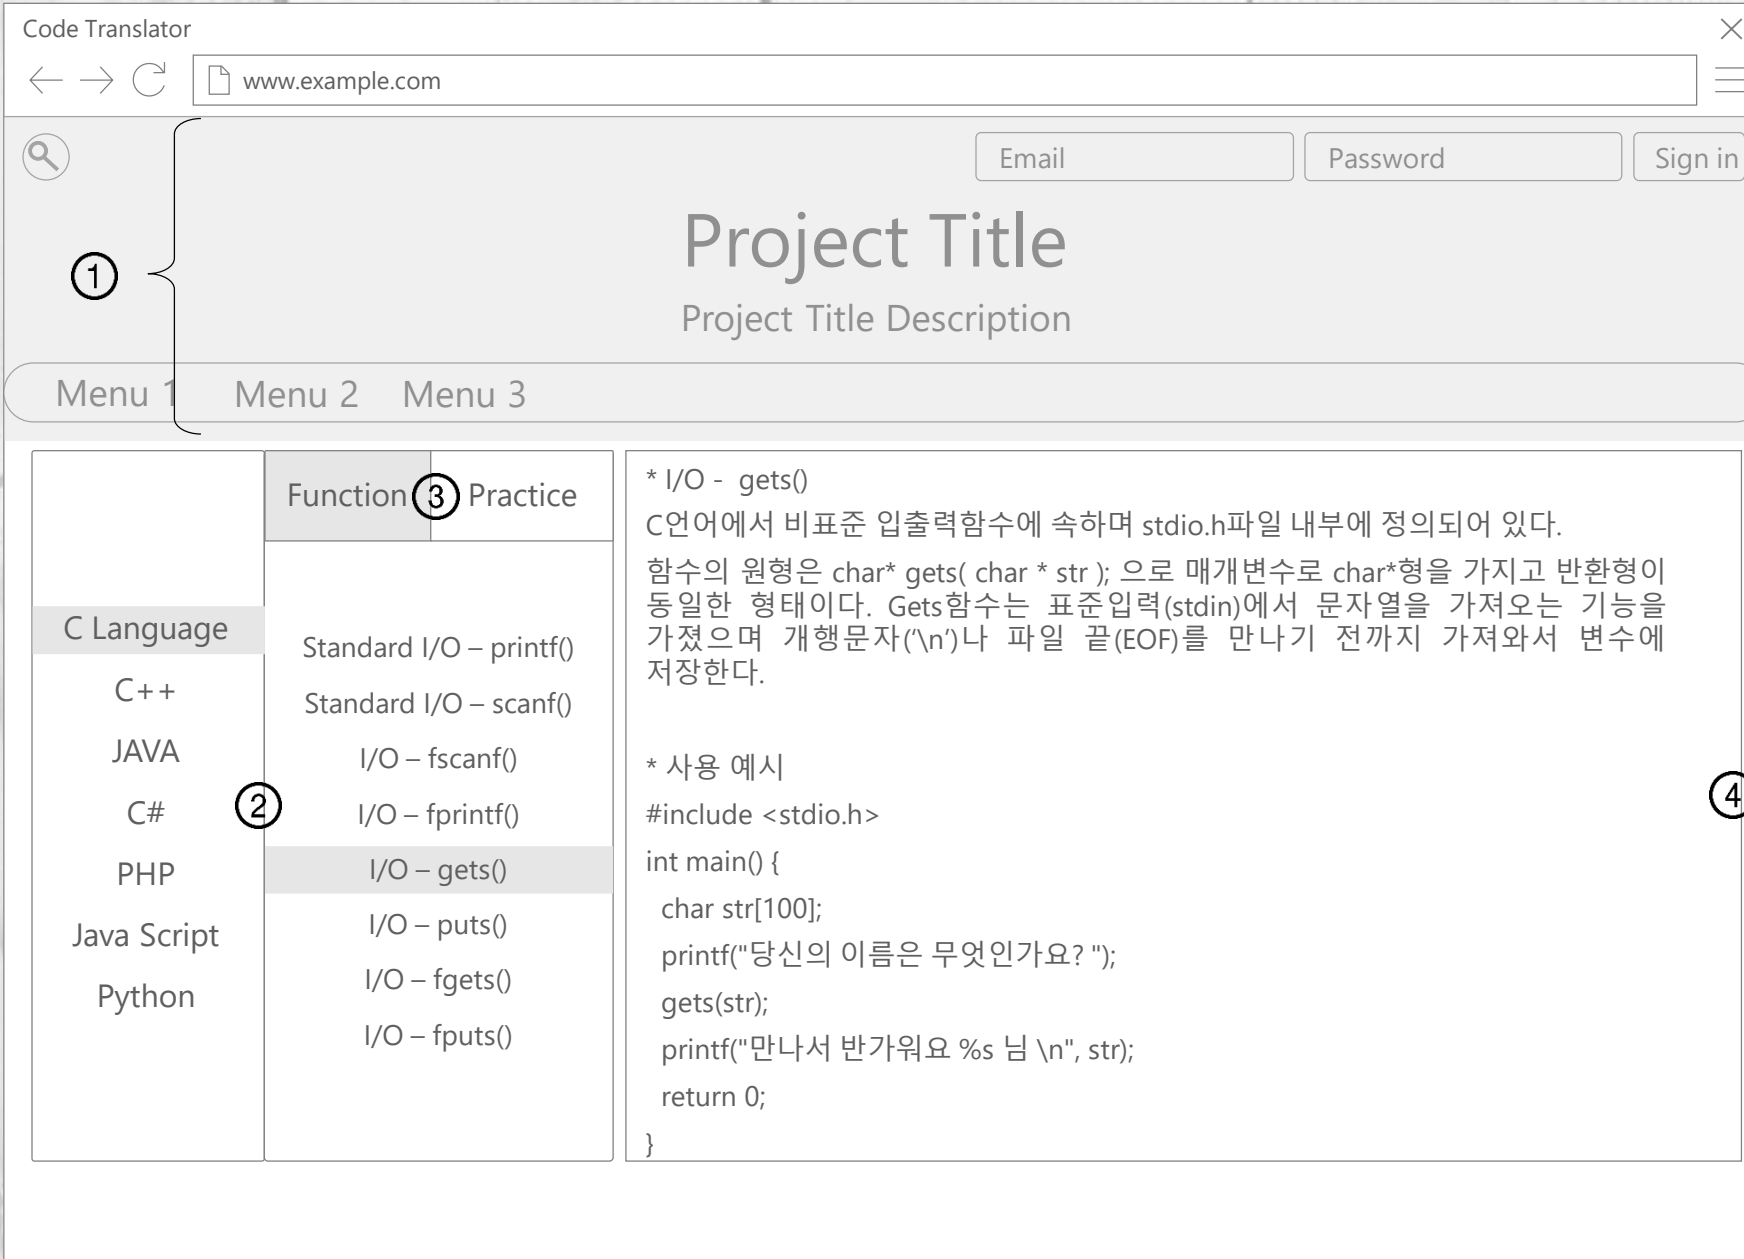 Code Translator
www.example.com
Email
Password
Sign in
Project Title
①
Project Title Description
Menu 1
Menu 2
Menu 3
C Language
C++
JAVA
C#
PHP
Java Script
Python
②
Function
③
Practice
Standard I/O – printf()
Standard I/O – scanf()
I/O – fscanf()
I/O – fprintf()
I/O – gets()
I/O – puts()
I/O – fgets()
I/O – fputs()
* I/O -  gets()
C언어에서 비표준 입출력함수에 속하며 stdio.h파일 내부에 정의되어 있다.
함수의 원형은 char* gets( char * str ); 으로 매개변수로 char*형을 가지고 반환형이
동일한 형태이다. Gets함수는 표준입력(stdin)에서 문자열을 가져오는 기능을
가졌으며 개행문자(‘\n’)나 파일 끝(EOF)를 만나기 전까지 가져와서 변수에
저장한다.
* 사용 예시
#include <stdio.h>
int main() {
char str[100];
printf("당신의 이름은 무엇인가요? ");
gets(str);
printf("만나서 반가워요 %s 님 \n", str);
return 0;
}
④